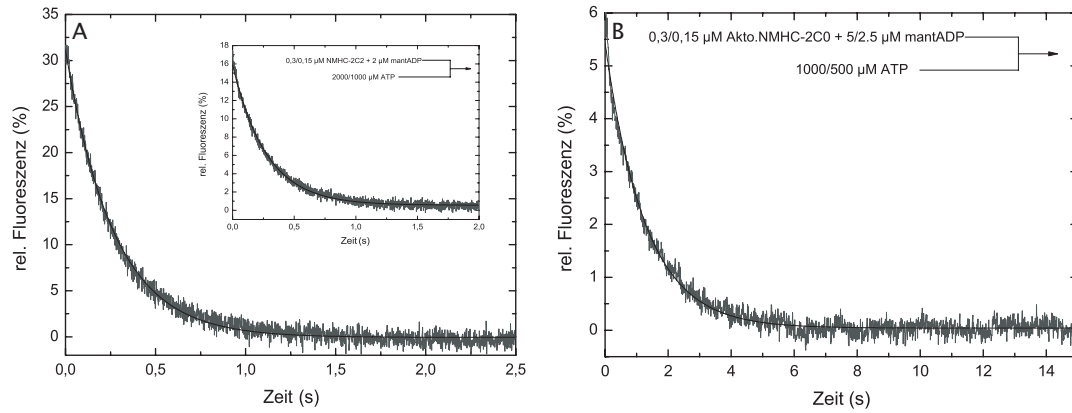 A
35
30
25
20
15
10
5
0
rel. Fluoreszenz (%)
0,0 0,5 1,0 1,5 2,0 2,5
Zeit (s)
18
16
14
12
10
8
6
4
2
0
rel. Fluoreszenz (%)
0,3/0,15 µM NMHC-2C2 + 2 µM mantADP
2000/1000 µM ATP
0,0 0,5 1,0 1,5 2,0
Zeit (s)
B
6
5
4
3
2
1
0
rel. Fluoreszenz (%)
0,3/0,15 µM Akto.NMHC-2C0 + 5/2.5 µM mantADP
1000/500 µM ATP
0 2 4 6 8 10 12 14
Zeit (s)